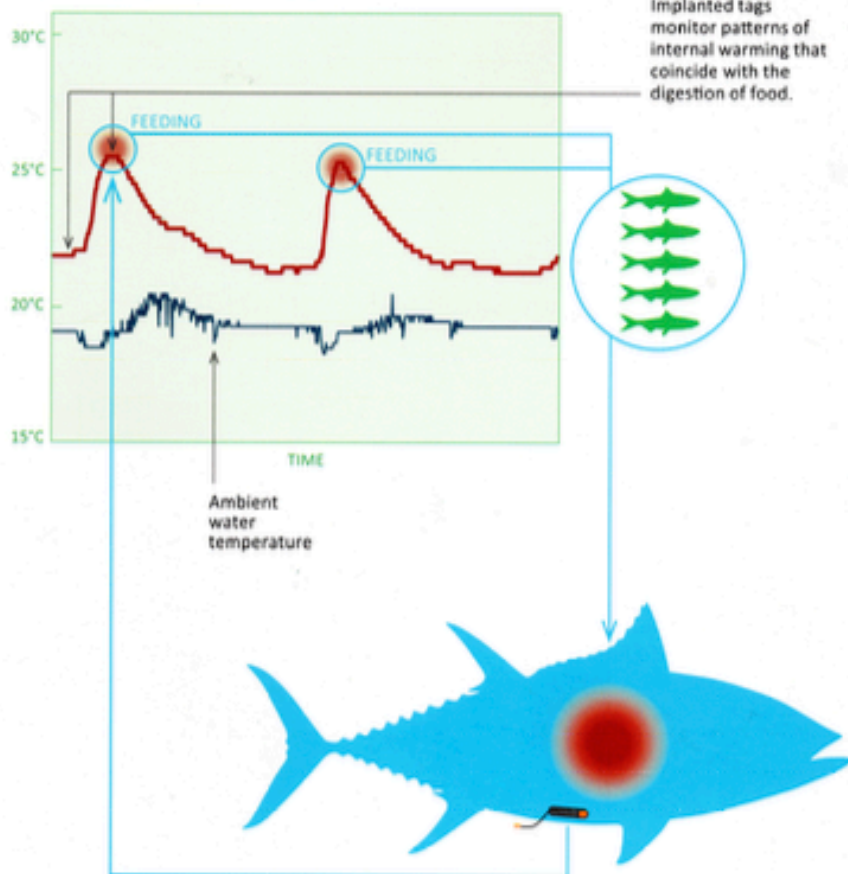 Implanted tags
monitor patterns of
internal warming that
coincide with the
digestion of food.
30°C
FEEDING
25°C
FEEDING
20°C
15°C
TIME
Ambient
water
temperature